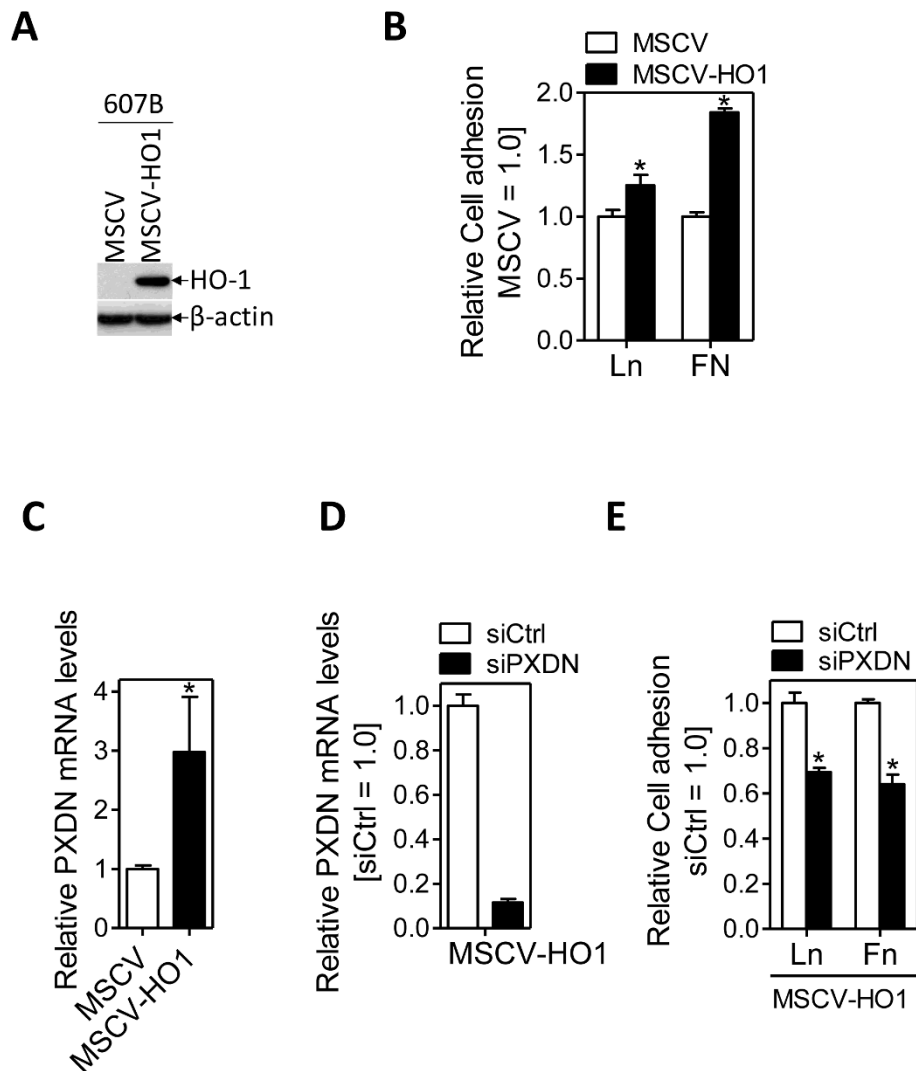 A
607B
MSCV
MSCV-HO1
HO-1
β-actin
B
MSCV
MSCV-HO1
Relative Cell adhesion
MSCV = 1.0]
2.0
1.5
1.0
0.5
0.0
*
*
Ln FN
C
Relative PXDN mRNA levels
4
3
2
1
0
*
MSCV
MSCV-HO1
D
siCtrl
siPXDN
Relative PXDN mRNA levels
[siCtrl = 1.0]
1.0
0.8
0.6
0.4
0.2
0.0
MSCV-HO1
E
siCtrl
siPXDN
Relative Cell adhesion
siCtrl = 1.0]
1.0
0.8
0.6
0.4
0.2
0.0
*
*
Ln Fn
MSCV-HO1